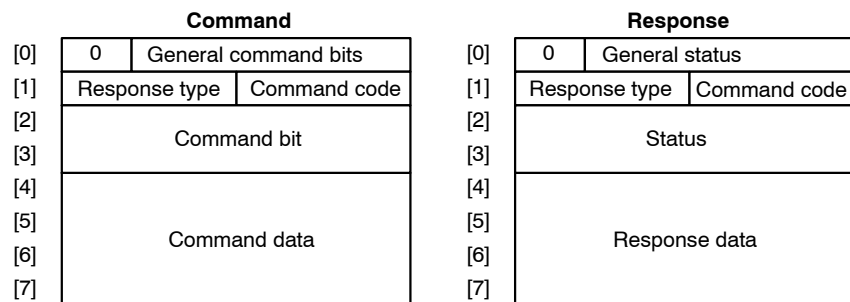 Command
[0] 0 General command bits
[1] Response type Command code
[2]
Command bit
[3]
[4]
[5]
Command data
[6]
[7]
Response
[0] 0 General status
[1] Response type Command code
[2]
Status
[3]
[4]
[5]
Response data
[6]
[7]